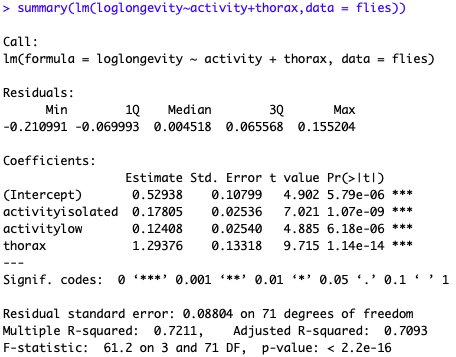 > summary(lm(loglongevity~activity+thorax,data = flies))
Call:
lm(formula = loglongevity ~ activity + thorax, data = flies)
Residuals:
Min 1Q Median 3Q Max
-0.210991 -0.069993 0.004518 0.065568 0.155204
Coefficients:
Estimate Std. Error t value Pr(>|t|)
(Intercept) 0.52938 0.10799 4.902 5.79e-06 ***
activityisolated 0.17805 0.02536 7.021 1.07e-09 ***
activitylow 0.12408 0.02540 4.885 6.18e-06 ***
thorax 1.29376 0.13318 9.715 1.14e-14 ***
---
Signif. codes: 0 ‘***’ 0.001 ‘**’ 0.01 ‘*’ 0.05 ‘.’ 0.1 ‘ ’ 1
Residual standard error: 0.08804 on 71 degrees of freedom
Multiple R-squared: 0.7211, Adjusted R-squared: 0.7093
F-statistic: 61.2 on 3 and 71 DF, p-value: < 2.2e-16